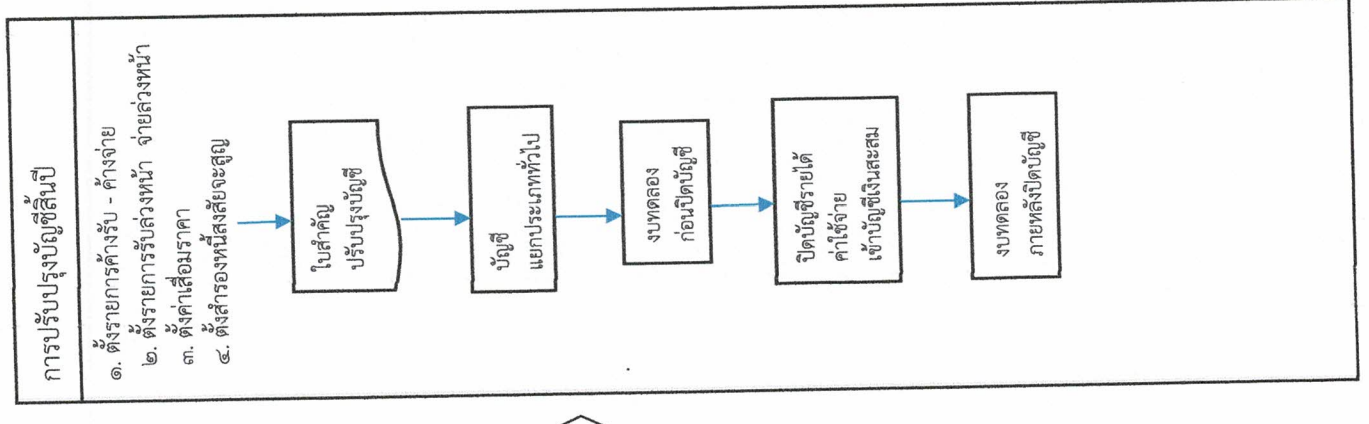 การปรับปรุงบัญชีสิ้นปี
๑. ตั้งรายการค้างรับ - ค้างจ่าย
๒. ตั้งรายการรับล่วงหน้า จ่ายล่วงหน้า
๓. ตั้งค่าเสื่อมราคา
๔. ตั้งสำรองหนี้สงสัยจะสูญ
ใบสำคัญ
ปรับปรุงบัญชี
บัญชี
แยกประเภททั่วไป
งบทดลอง
ก่อนปิดบัญชี
ปิดบัญชีรายได้
ค่าใช้จ่าย
เข้าบัญชีเงินสะสม
งบทดลอง
ภายหลังปิดบัญชี